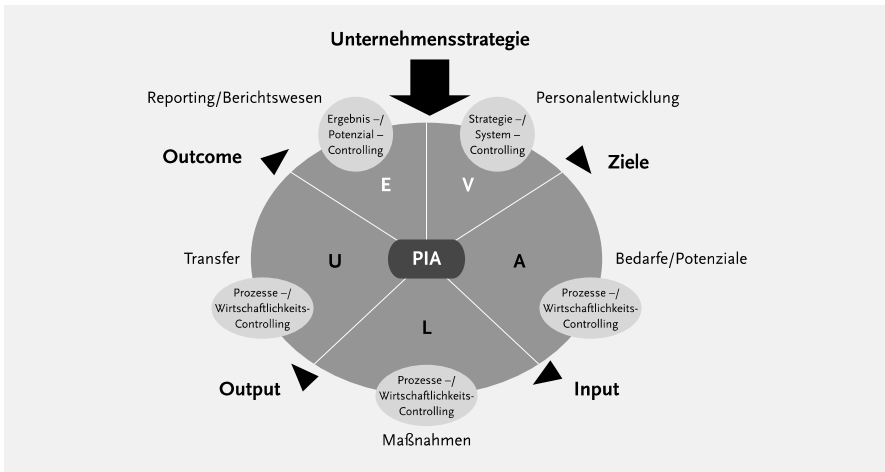 Unternehmensstrategie
Reporting/Berichtswesen
Personalentwicklung
Ergebnis –/
Potenzial –
Controlling
Strategie –/
System –
Controlling
Outcome
Ziele
E
V
Transfer
U
PIA
A
Bedarfe/Potenziale
Prozesse –/
Wirtschaftlichkeits-
Controlling
Prozesse –/
Wirtschaftlichkeits-
Controlling
L
Output
Input
Prozesse –/
Wirtschaftlichkeits-
Controlling
Maßnahmen